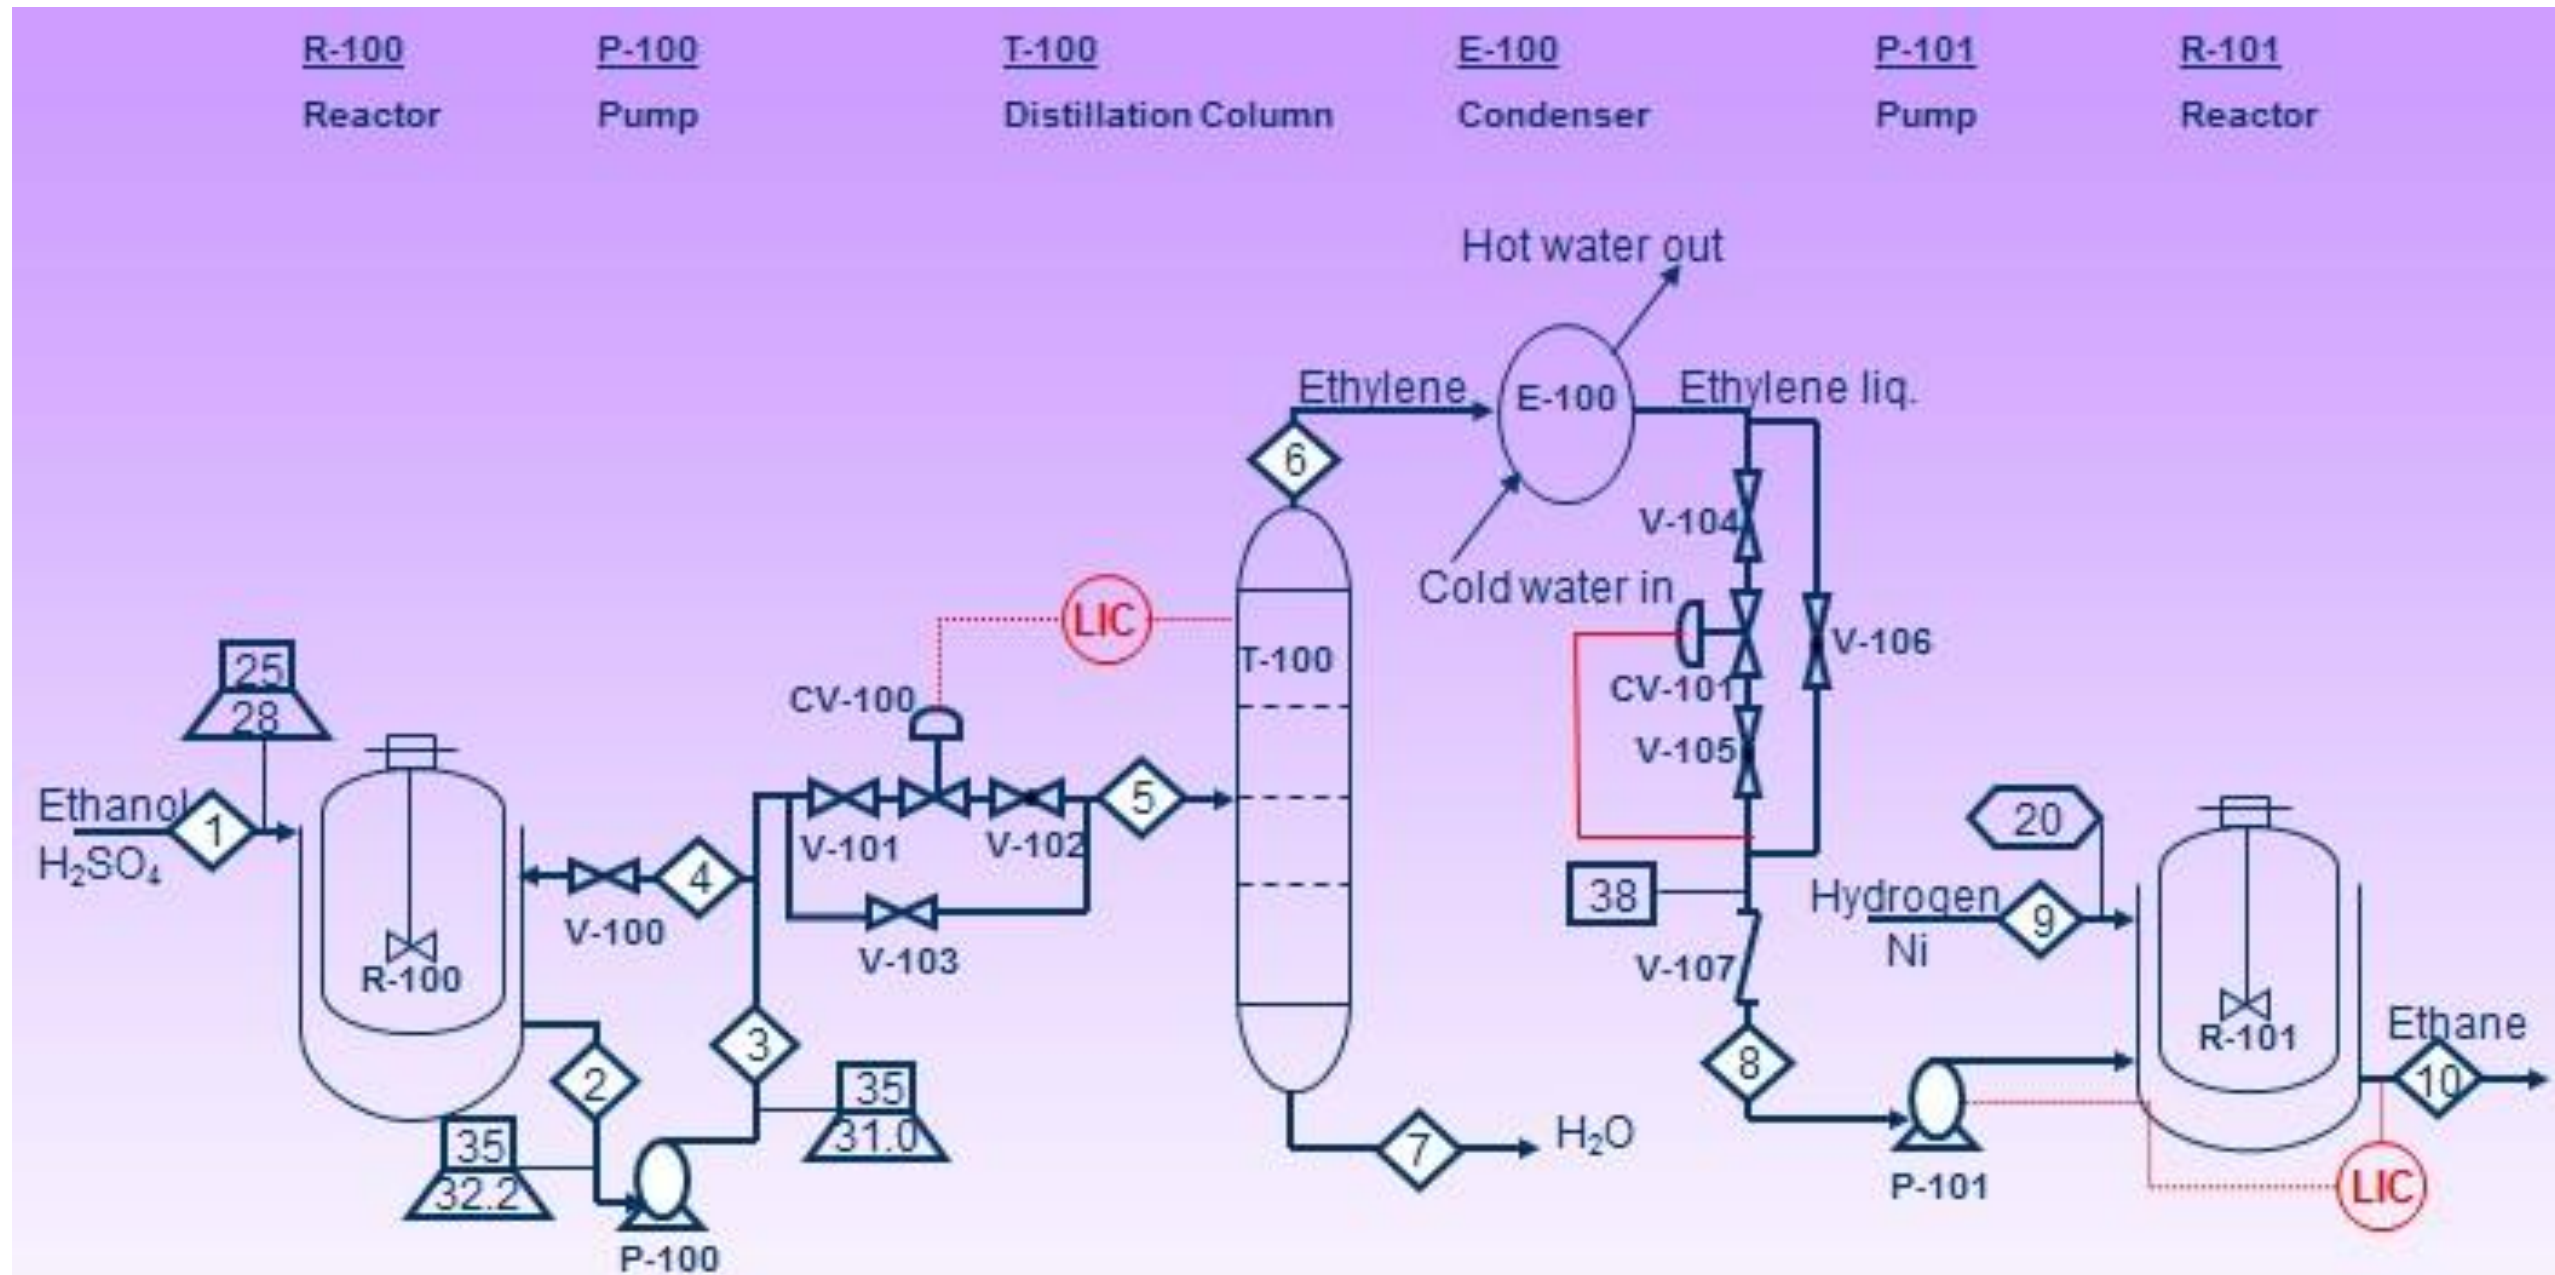 R-100 P-100 T-100 E-100 P-101 R-101
Reactor Pump Distillation Column Condenser Pump Reactor
Hot water out
Ethylene
E-100
Ethylene liq.
6
V-104
Cold water in
LIC
V-106
T-100
CV-101
CV-100
V-105
25
28
Ethanol
1
H₂SO₄
5
V-101
V-102
4
V-100
V-103
R-100
20
38
Hydrogen
9
Ni
V-107
R-101
Ethane
10
3
2
8
35
31.0
35
32.2
7
H₂O
P-101
LIC
P-100